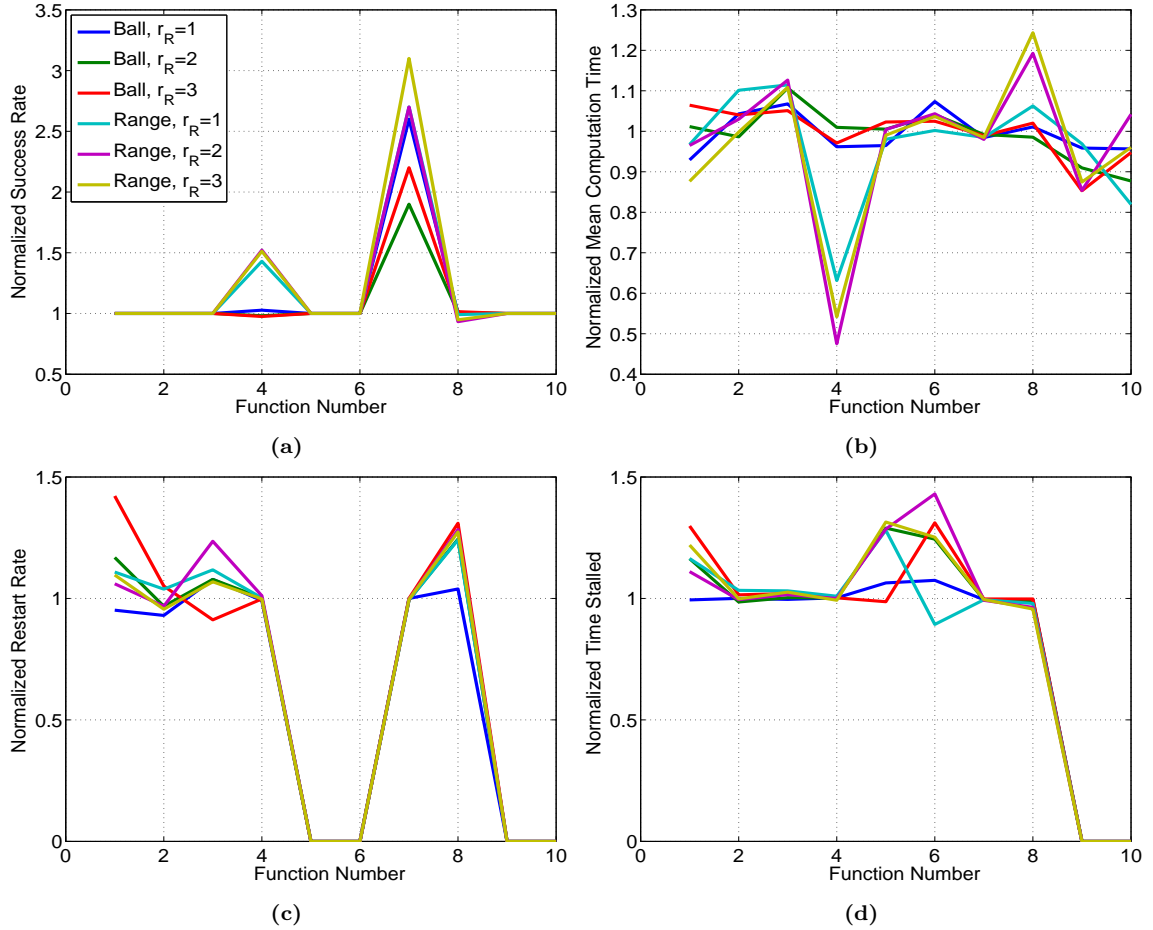 3.5
3
2.5
2
1.5
1
0.5
0 2 4 6 8 10
Normalized Success Rate
Function Number
Ball, r_R=1
Ball, r_R=2
Ball, r_R=3
Range, r_R=1
Range, r_R=2
Range, r_R=3
(a)
1.3
1.2
1.1
1
0.9
0.8
0.7
0.6
0.5
0.4
0 2 4 6 8 10
Normalized Mean Computation Time
Function Number
(b)
1.5
1
0.5
0
0 2 4 6 8 10
Normalized Restart Rate
Function Number
(c)
1.5
1
0.5
0
0 2 4 6 8 10
Normalized Time Stalled
Function Number
(d)